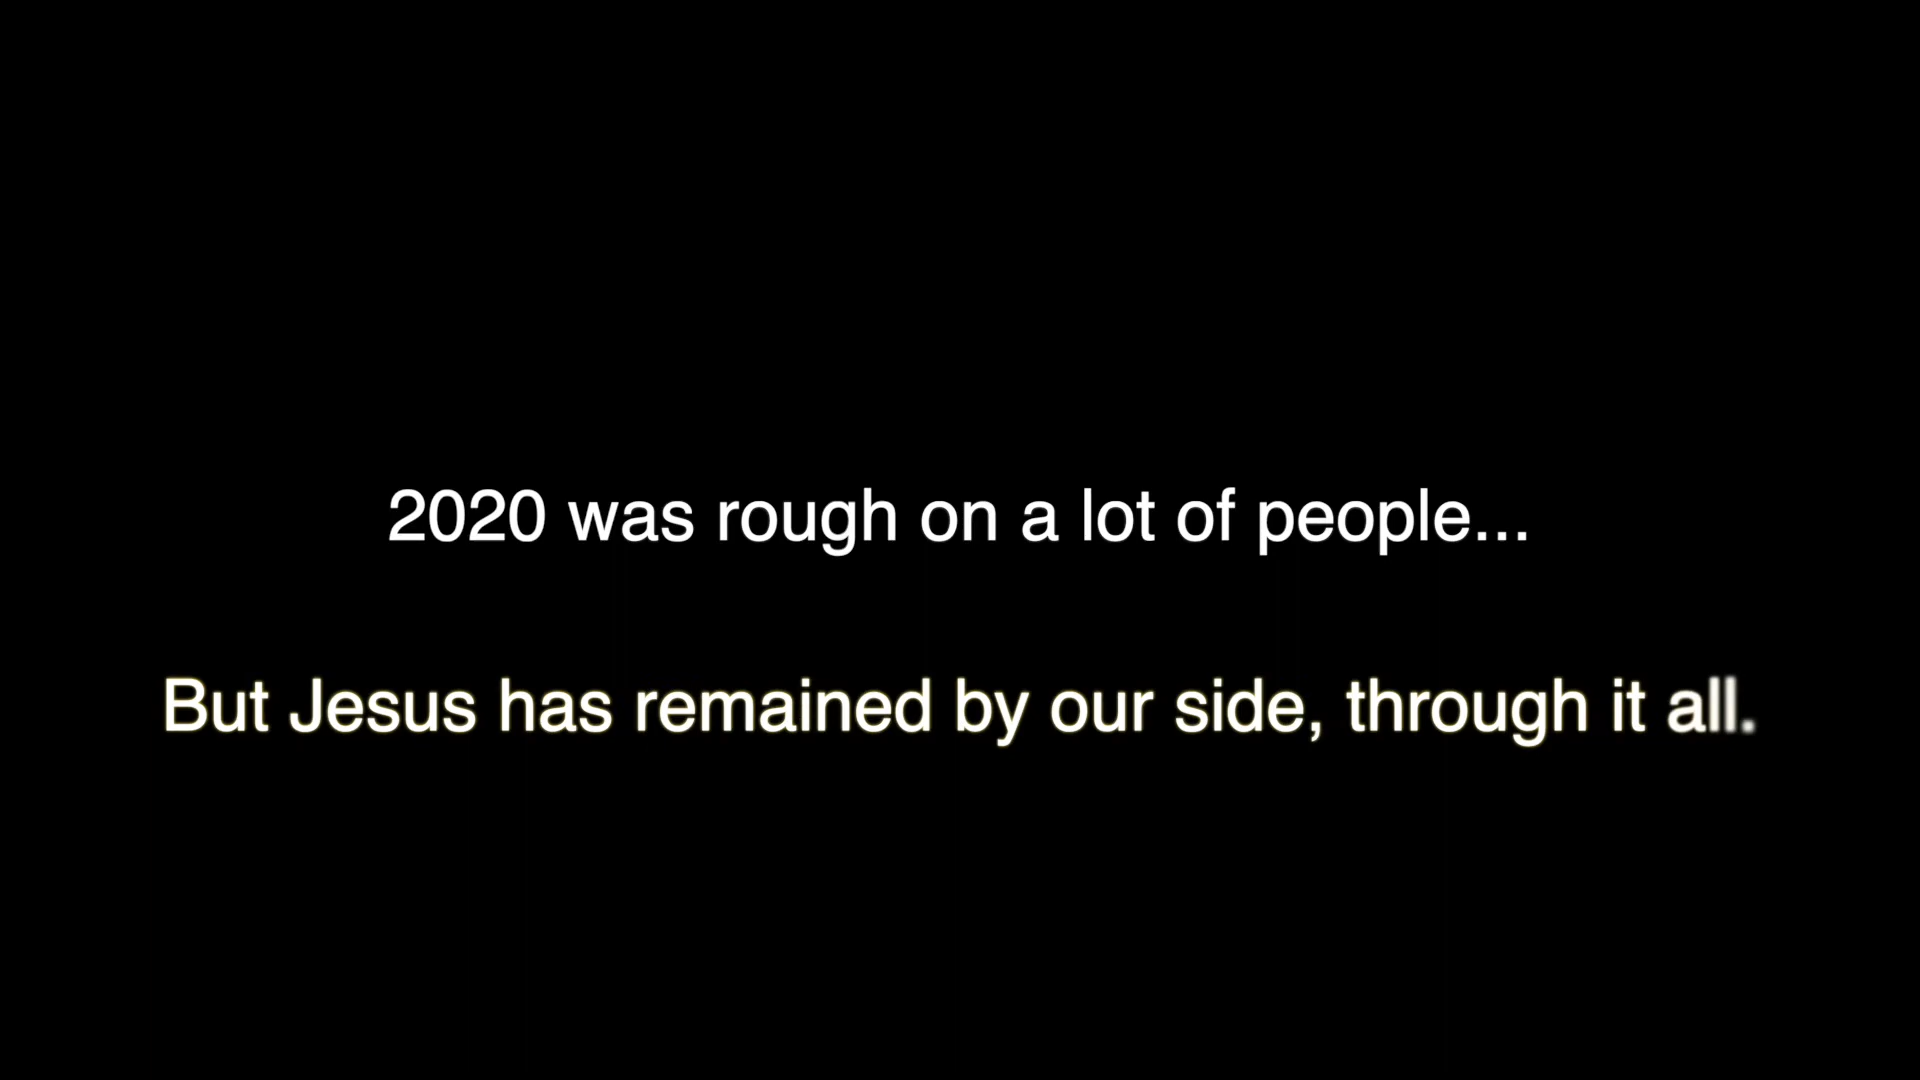 2020 was rough on a lot of people...
But Jesus has remained by our side, through it all.